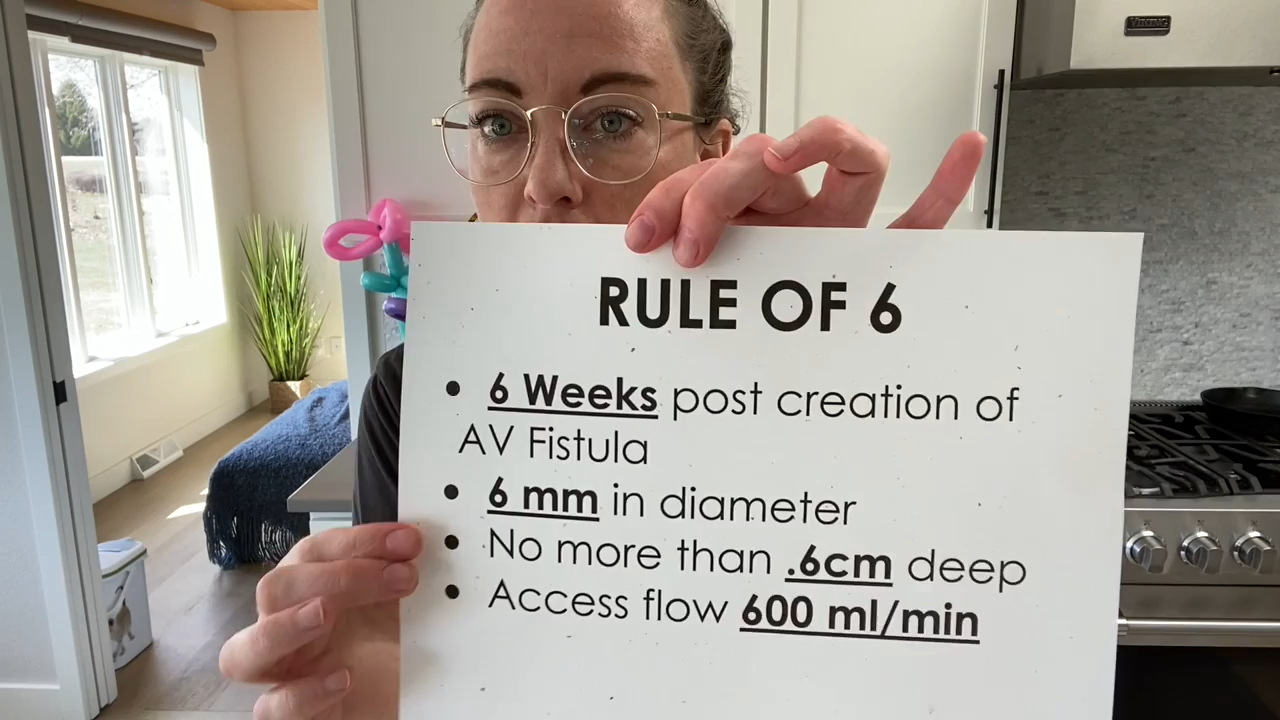 VIKING
RULE OF 6
• 6 Weeks post creation of
AV Fistula
• 6 mm in diameter
• No more than .6cm deep
• Access flow 600 ml/min